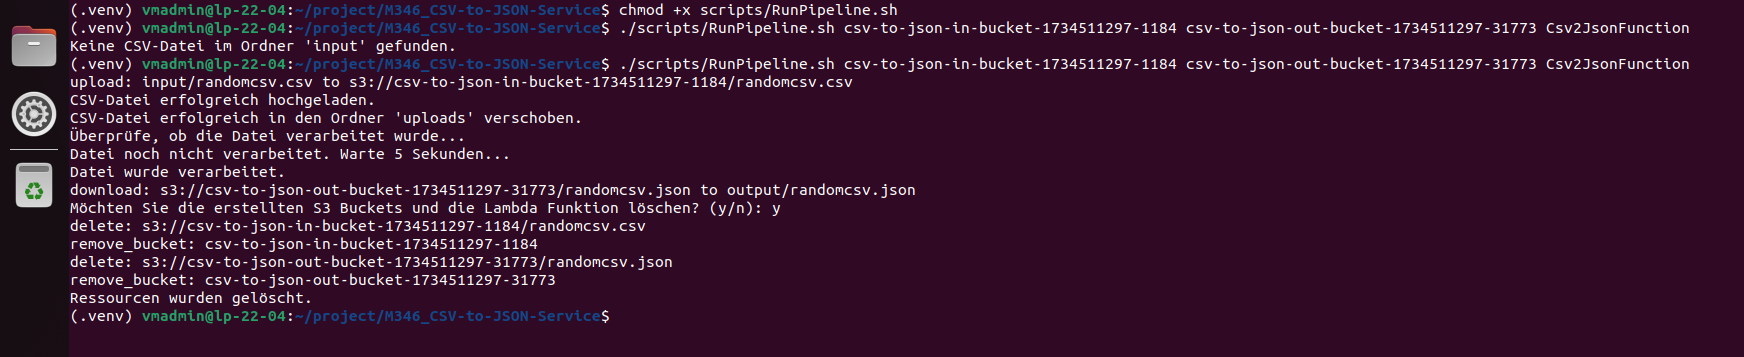 (.venv) vmadmin@lp-22-04:~/project/M346_CSV-to-JSON-Service$ chmod +x scripts/RunPipeline.sh
(.venv) vmadmin@lp-22-04:~/project/M346_CSV-to-JSON-Service$ ./scripts/RunPipeline.sh csv-to-json-in-bucket-1734511297-1184 csv-to-json-out-bucket-1734511297-31773 Csv2JsonFunction
Keine CSV-Datei im Ordner 'input' gefunden.
(.venv) vmadmin@lp-22-04:~/project/M346_CSV-to-JSON-Service$ ./scripts/RunPipeline.sh csv-to-json-in-bucket-1734511297-1184 csv-to-json-out-bucket-1734511297-31773 Csv2JsonFunction
upload: input/randomcsv.csv to s3://csv-to-json-in-bucket-1734511297-1184/randomcsv.csv
CSV-Datei erfolgreich hochgeladen.
CSV-Datei erfolgreich in den Ordner 'uploads' verschoben.
Überprüfe, ob die Datei verarbeitet wurde...
Datei noch nicht verarbeitet. Warte 5 Sekunden...
Datei wurde verarbeitet.
download: s3://csv-to-json-out-bucket-1734511297-31773/randomcsv.json to output/randomcsv.json
Möchten Sie die erstellten S3 Buckets und die Lambda Funktion löschen? (y/n): y
delete: s3://csv-to-json-in-bucket-1734511297-1184/randomcsv.csv
remove_bucket: csv-to-json-in-bucket-1734511297-1184
delete: s3://csv-to-json-out-bucket-1734511297-31773/randomcsv.json
remove_bucket: csv-to-json-out-bucket-1734511297-31773
Ressourcen wurden gelöscht.
(.venv) vmadmin@lp-22-04:~/project/M346_CSV-to-JSON-Service$